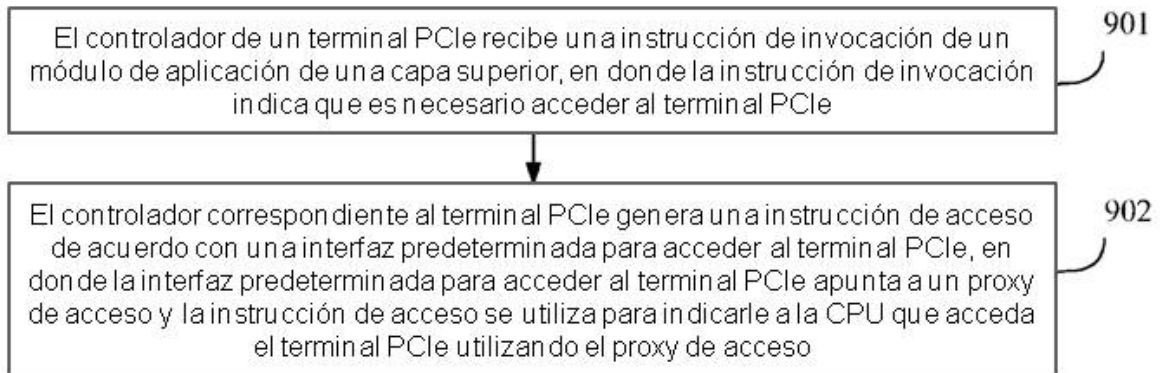 El controlador de un terminal PCIe recibe una instrucción de invocación de un
módulo de aplicación de una capa superior, en donde la instrucción de invocación
indica que es necesario acceder al terminal PCIe
901
El controlador correspondiente al terminal PCIe genera una instrucción de acceso
de acuerdo con una interfaz predeterminada para acceder al terminal PCIe, en
donde la interfaz predeterminada para acceder al terminal PCIe apunta a un proxy
de acceso y la instrucción de acceso se utiliza para indicarle a la CPU que acceda
el terminal PCIe utilizando el proxy de acceso
902